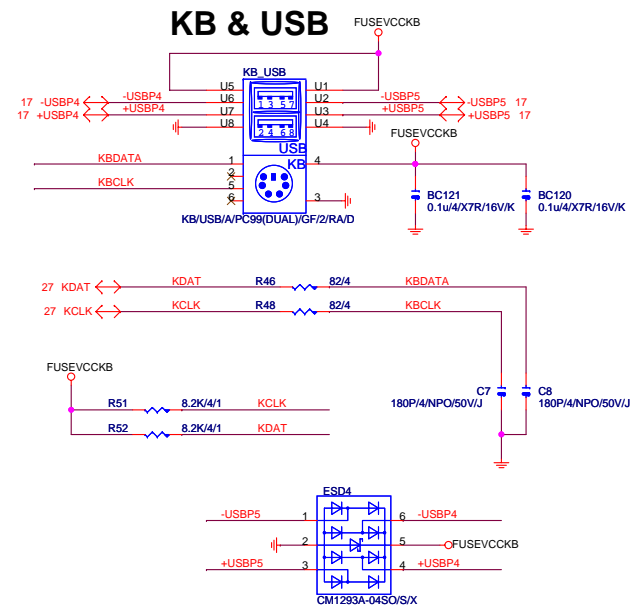 KB & USB
FUSEVCCKB
KB_USB
U5 U1
17 -USBP4 -USBP4 U6 U2 -USBP5 -USBP5 17
1 3 5 7
17 +USBP4 +USBP4 U7 U3 +USBP5 +USBP5 17
U8 U4
2 4 6 8
FUSEVCCKB
USB
KBDATA 1 KB 4
2
KBCLK 5
6 3
BC121 BC120
0.1u/4/X7R/16V/K 0.1u/4/X7R/16V/K
KB/USB/A/PC99(DUAL)/GF/2/RA/D
27 KDAT KDAT R46 82/4 KBDATA
27 KCLK KCLK R48 82/4 KBCLK
FUSEVCCKB
C7 C8
180P/4/NPO/50V/J 180P/4/NPO/50V/J
R51 8.2K/4/1 KCLK
R52 8.2K/4/1 KDAT
ESD4
-USBP5 1 6 -USBP4
2 5 FUSEVCCKB
+USBP5 3 4 +USBP4
CM1293A-04SO/S/X